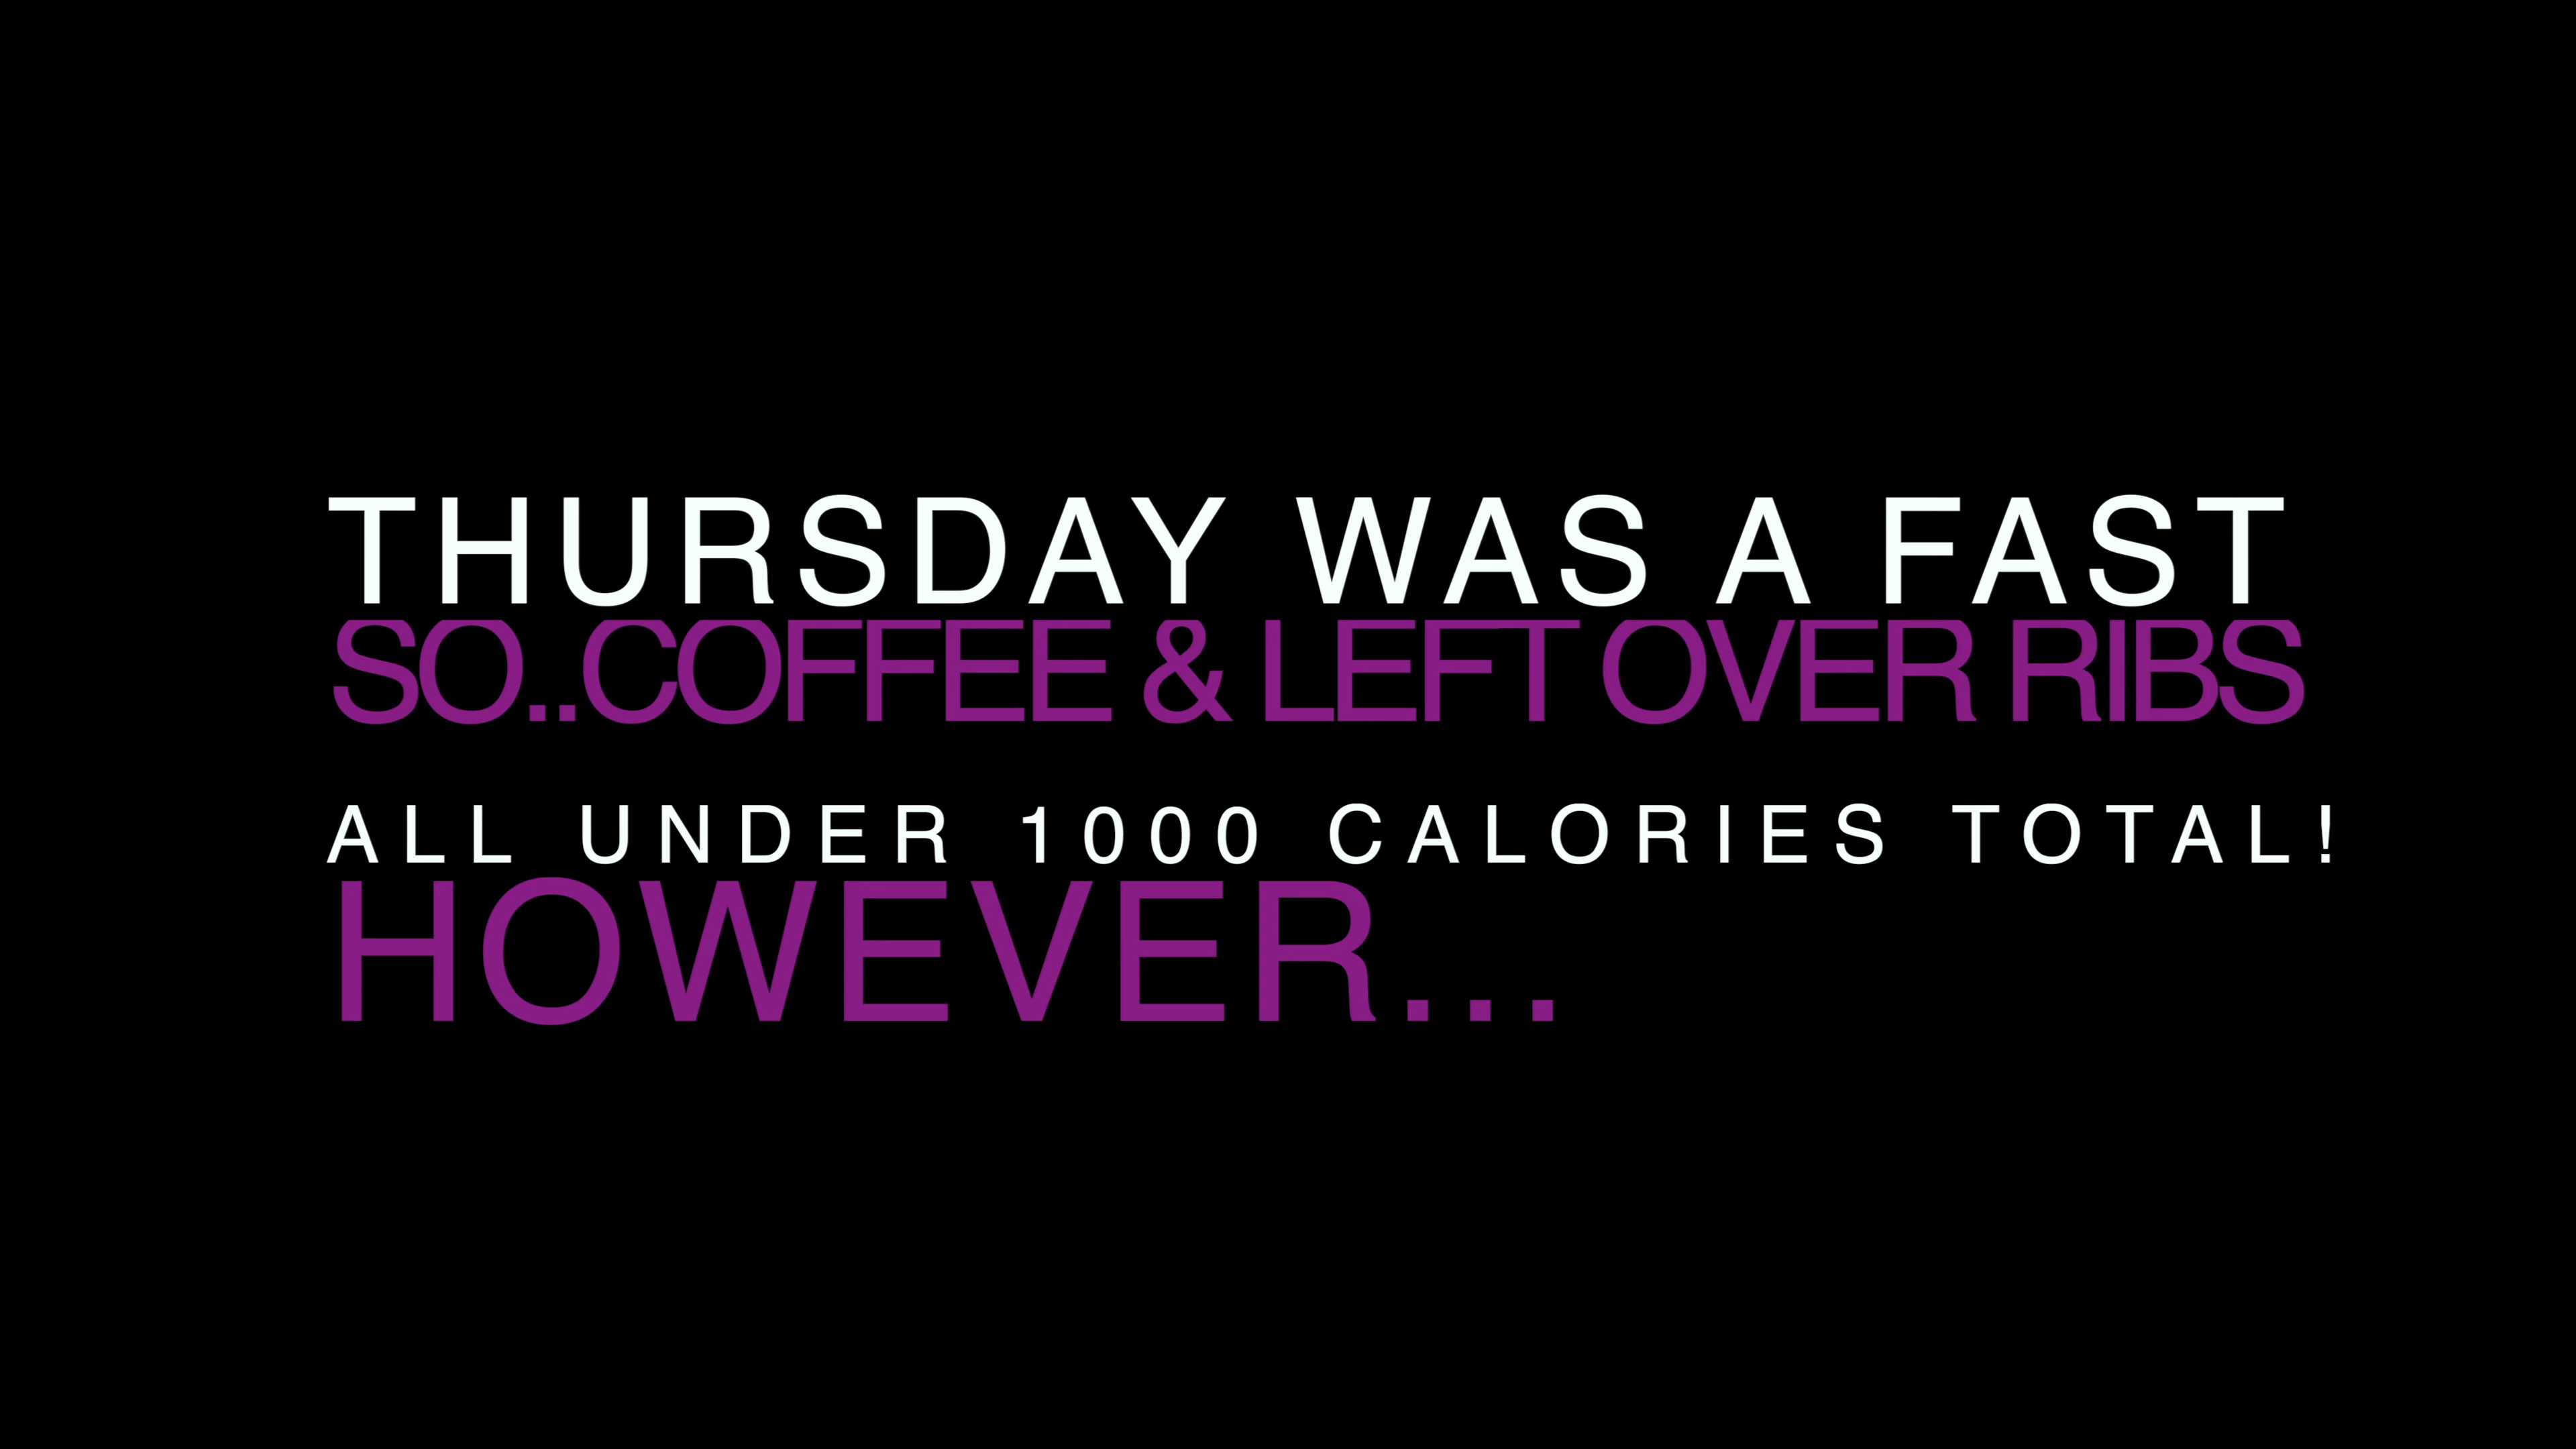 THURSDAY WAS A FAST
SO..COFFEE & LEFT OVER RIBS
ALL UNDER 1000 CALORIES TOTAL!
HOWEVER...